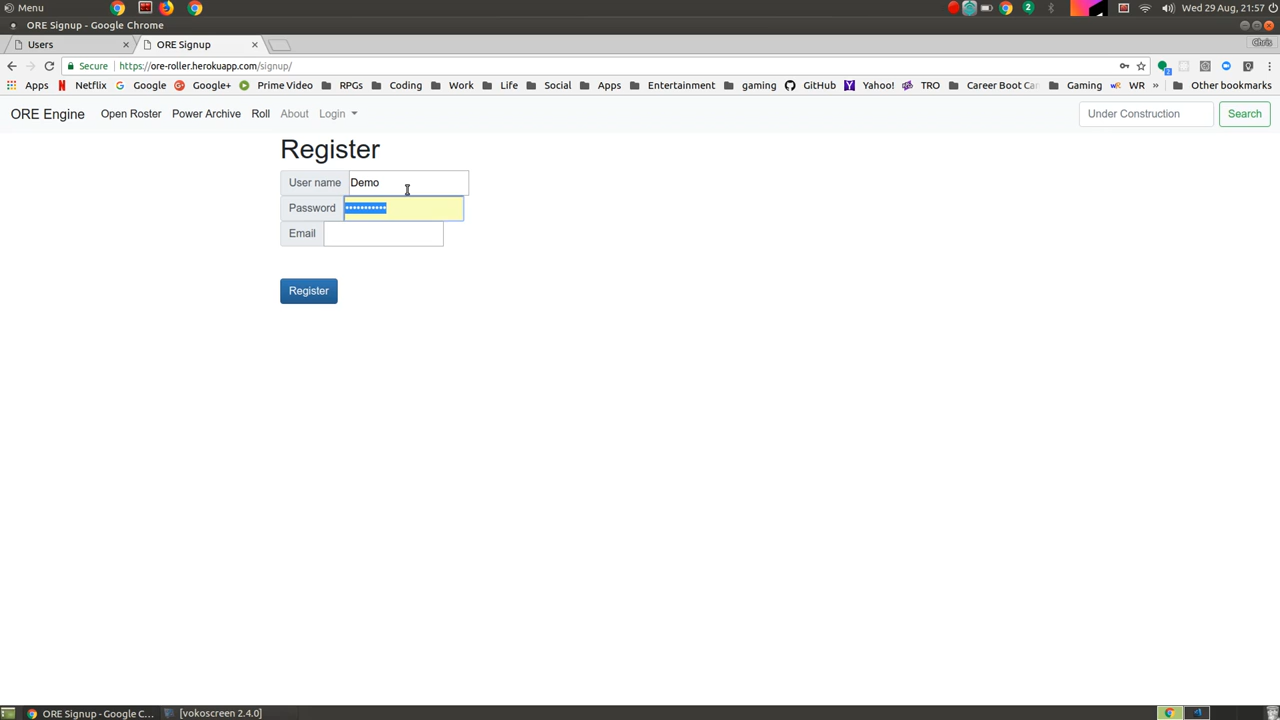 Menu
2
Wed 29 Aug, 21:57
ORE Signup - Google Chrome
Users
ORE Signup
Chris
Secure
https://ore-roller.herokuapp.com/signup/
Apps Netflix Google Google+ Prime Video RPGs Coding Work Life Social Apps Entertainment gaming GitHub Yahoo! TRO Career Boot Ca Gaming WR » Other bookmarks
ORE Engine Open Roster Power Archive Roll About Login Under Construction Search
Register
User name Demo
Password •••••••••••
Email
Register
ORE Signup - Google C...
[vokoscreen 2.4.0]